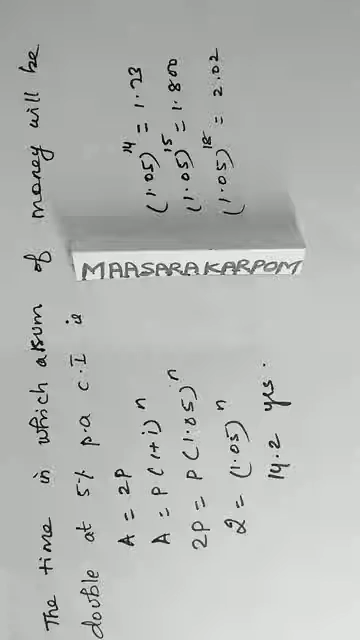 The time in which a sum of money will be
double at 5% p.a C.I is
A = 2P
A = P(1+i)^n
2P = P(1.05)^n
2 = (1.05)^n
14.2 yrs.
MAASARAKARPOM
(1.05)^14 = 1.93
(1.05)^15 = 1.800
(1.05)^18 = 2.02